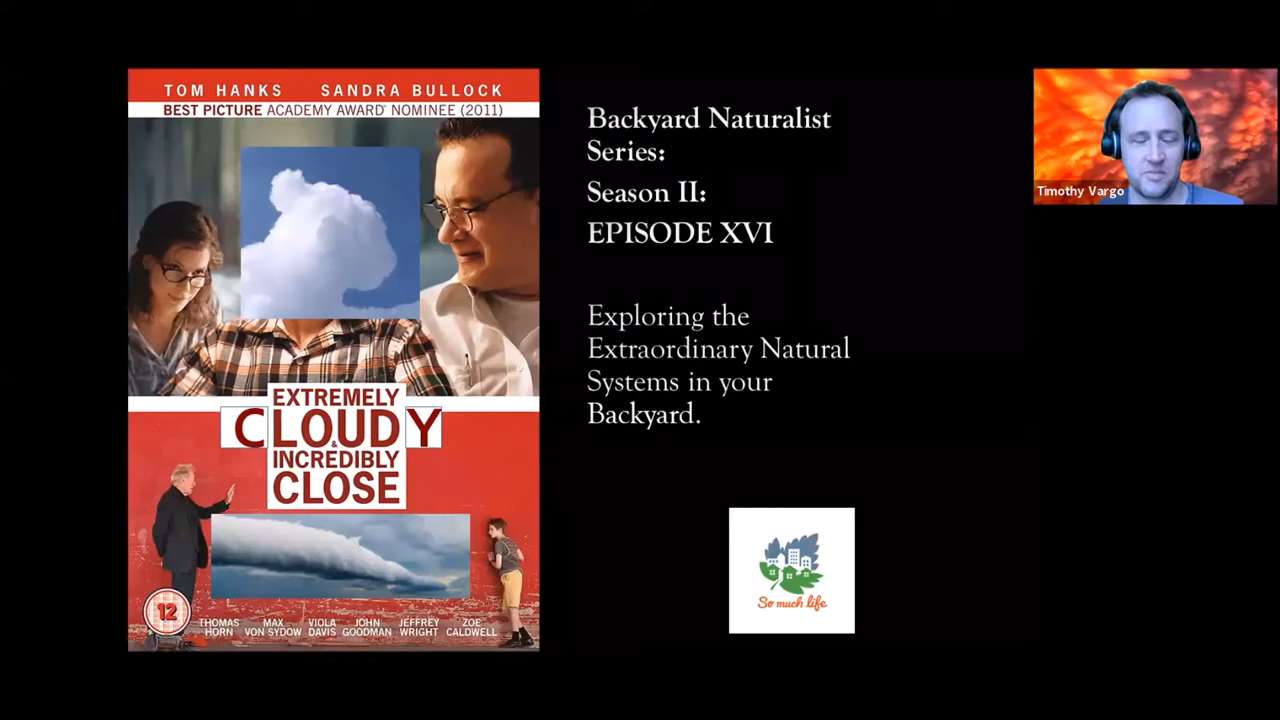 TOM HANKS SANDRA BULLOCK
BEST PICTURE ACADEMY AWARD® NOMINEE (2011)
EXTREMELY
CLOUDY
&
INCREDIBLY
CLOSE
12
THOMAS HORN
MAX VON SYDOW
VIOLA DAVIS
JOHN GOODMAN
JEFFREY WRIGHT
ZOE CALDWELL
Backyard Naturalist
Series:
Season II:
EPISODE XVI
Exploring the
Extraordinary Natural
Systems in your
Backyard.
So much life
Timothy Vargo